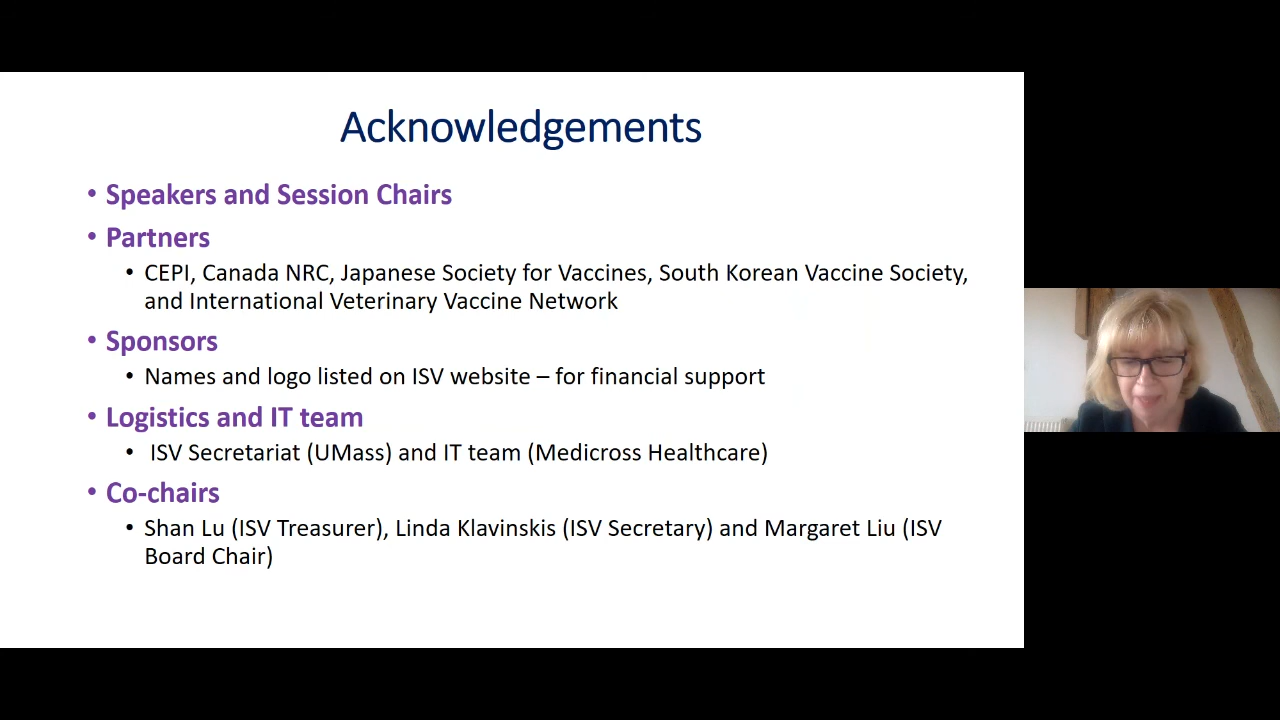 Acknowledgements
• Speakers and Session Chairs
• Partners
• CEPI, Canada NRC, Japanese Society for Vaccines, South Korean Vaccine Society,
and International Veterinary Vaccine Network
• Sponsors
• Names and logo listed on ISV website – for financial support
• Logistics and IT team
• ISV Secretariat (UMass) and IT team (Medicross Healthcare)
• Co-chairs
• Shan Lu (ISV Treasurer), Linda Klavinskis (ISV Secretary) and Margaret Liu (ISV
Board Chair)